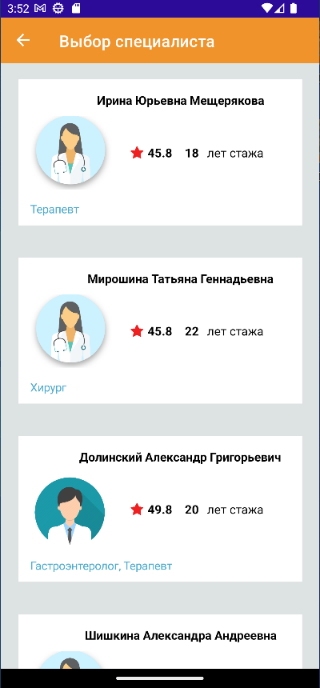 3:52
Выбор специалиста
Ирина Юрьевна Мещерякова
45.8 18 лет стажа
Терапевт
Мирошина Татьяна Геннадьевна
45.8 22 лет стажа
Хирург
Долинский Александр Григорьевич
49.8 20 лет стажа
Гастроэнтеролог, Терапевт
Шишкина Александра Андреевна